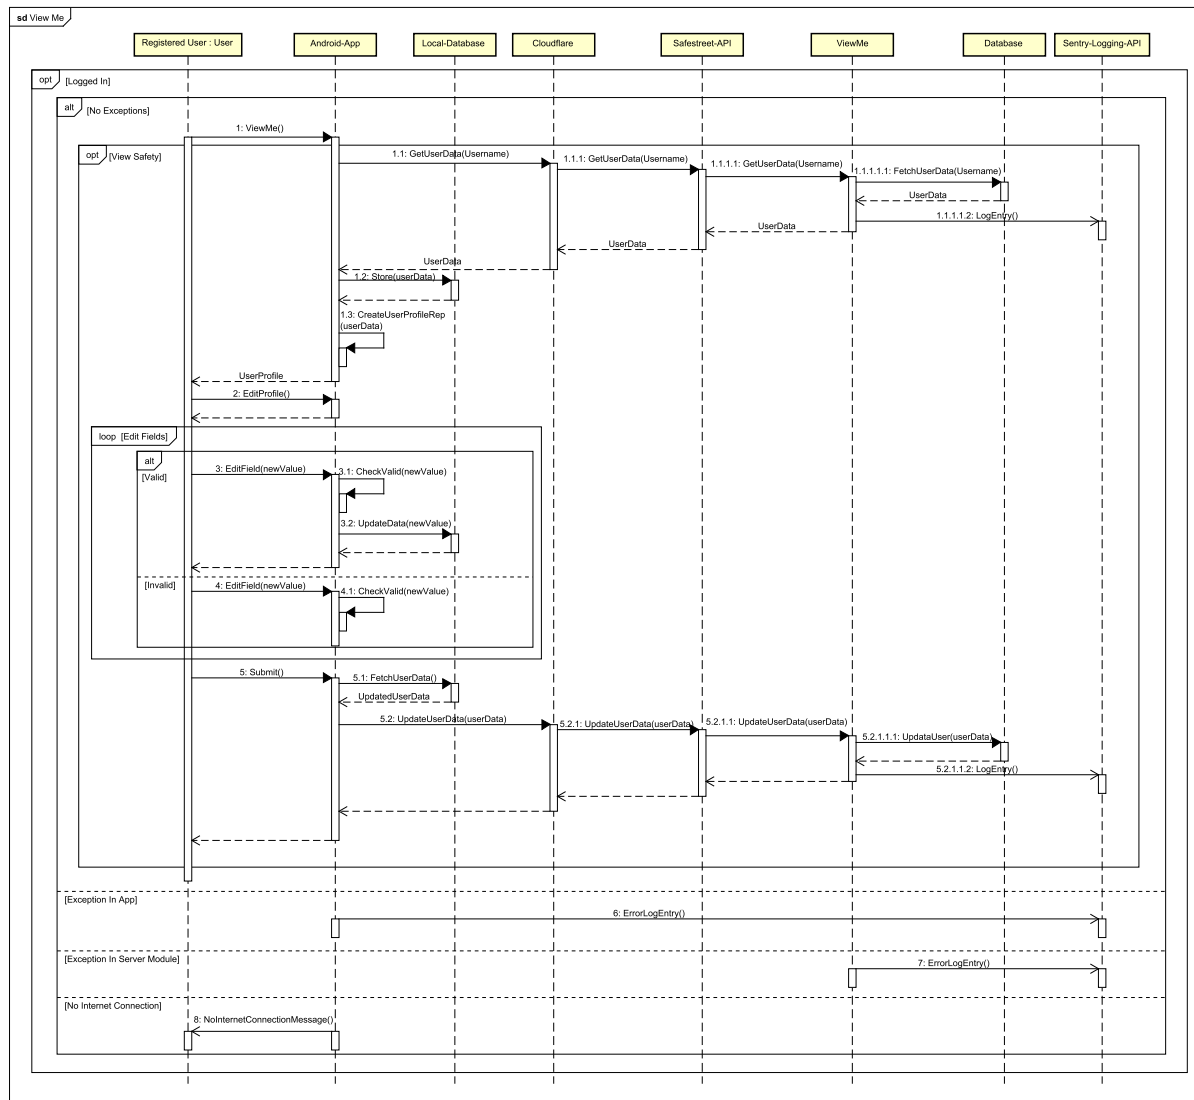 sd View Me
Registered User : User
Android-App
Local-Database
Cloudflare
Safestreet-API
ViewMe
Database
Sentry-Logging-API
opt [Logged In]
alt [No Exceptions]
1: ViewMe()
opt [View Safety]
1.1: GetUserData(Username)
1.1.1: GetUserData(Username)
1.1.1.1: GetUserData(Username)
1.1.1.1.1: FetchUserData(Username)
UserData
1.1.1.1.2: LogEntry()
UserData
UserData
UserData
1.2: Store(userData)
1.3: CreateUserProfileRep
(userData)
UserProfile
2: EditProfile()
loop [Edit Fields]
alt
[Valid]
3: EditField(newValue)
3.1: CheckValid(newValue)
3.2: UpdateData(newValue)
[Invalid]
4: EditField(newValue)
4.1: CheckValid(newValue)
5: Submit()
5.1: FetchUserData()
UpdatedUserData
5.2: UpdateUserData(userData)
5.2.1: UpdateUserData(userData)
5.2.1.1: UpdateUserData(userData)
5.2.1.1.1: UpdataUser(userData)
5.2.1.1.2: LogEntry()
[Exception In App]
6: ErrorLogEntry()
[Exception In Server Module]
7: ErrorLogEntry()
[No Internet Connection]
8: NoInternetConnectionMessage()